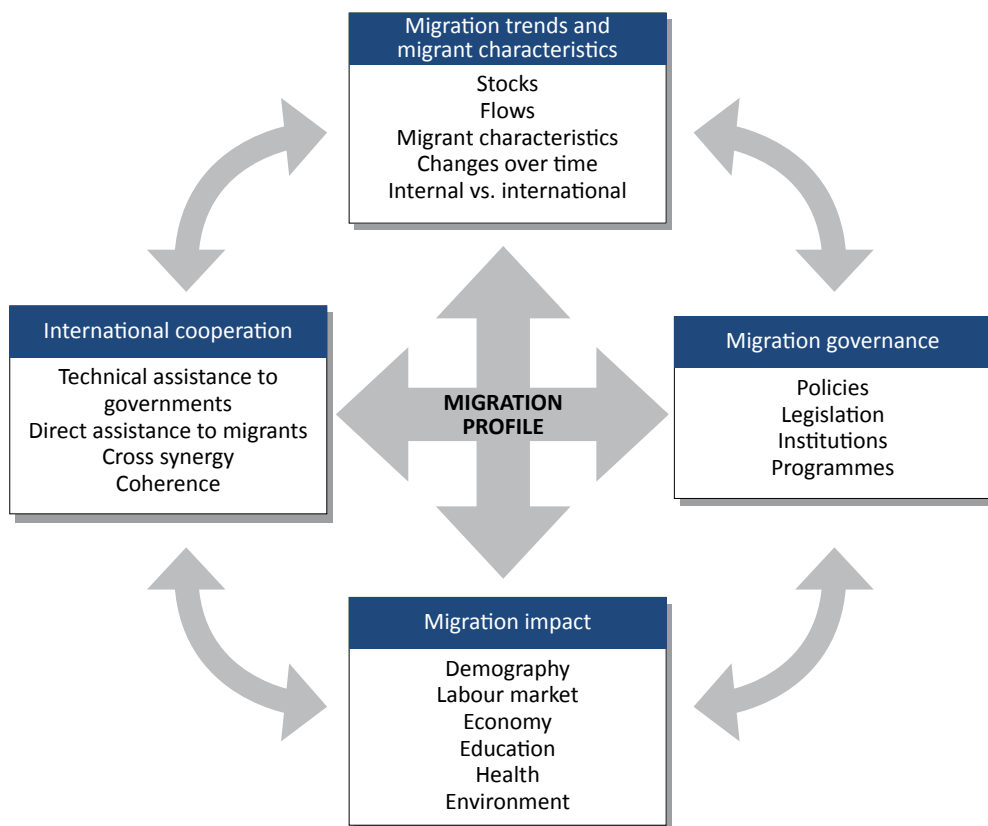 Migration trends and
migrant characteristics
Stocks
Flows
Migrant characteristics
Changes over time
Internal vs. international
International cooperation
Technical assistance to
governments
Direct assistance to migrants
Cross synergy
Coherence
MIGRATION
PROFILE
Migration governance
Policies
Legislation
Institutions
Programmes
Migration impact
Demography
Labour market
Economy
Education
Health
Environment